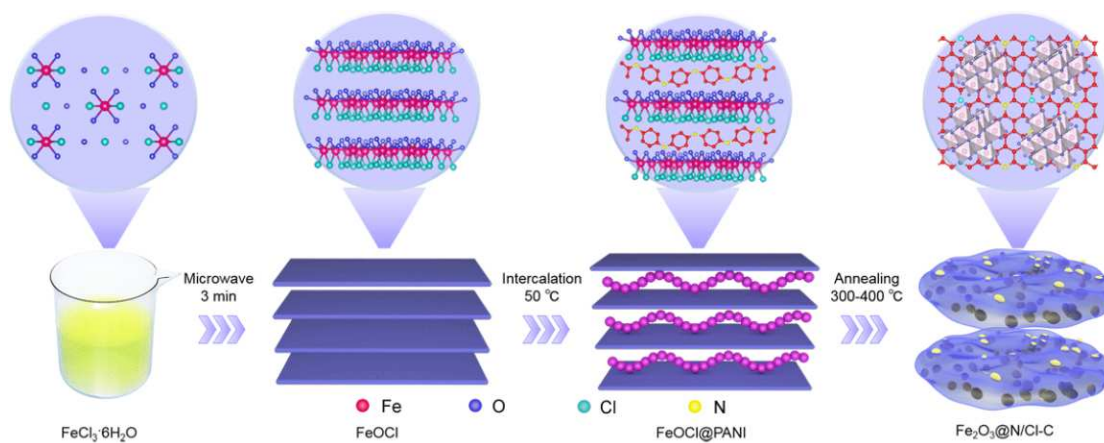 Microwave
3 min
Intercalation
50 ℃
Annealing
300-400 ℃
Fe
O
Cl
N
FeCl₃·6H₂O
FeOCl
FeOCl@PANI
Fe₂O₃@N/Cl-C